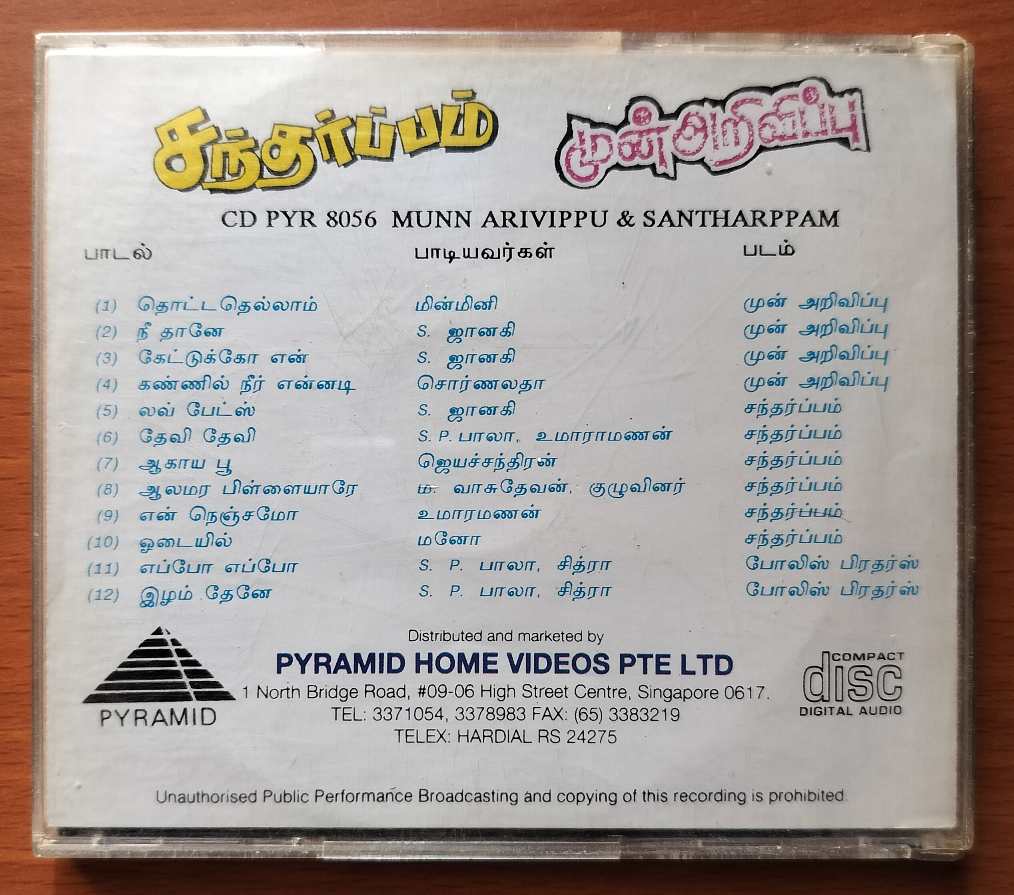 சந்தர்ப்பம் முன் அறிவிப்பு
CD PYR 8056 MUNN ARIVIPPU & SANTHARPPAM
பாடல் பாடியவர்கள் படம்
(1) தொட்டதெல்லாம் மின்மினி முன் அறிவிப்பு
(2) நீ தானே S. ஜானகி முன் அறிவிப்பு
(3) கேட்டுக்கோ என் S. ஜானகி முன் அறிவிப்பு
(4) கண்ணில் நீர் என்னடி சொர்ணலதா முன் அறிவிப்பு
(5) லவ் பேட்ஸ் S. ஜானகி சந்தர்ப்பம்
(6) தேவி தேவி S. P. பாலா, உமாராமணன் சந்தர்ப்பம்
(7) ஆகாய பூ ஜெயச்சந்திரன் சந்தர்ப்பம்
(8) ஆலமர பிள்ளையாரே ம. வாசுதேவன், குழுவினர் சந்தர்ப்பம்
(9) என் நெஞ்சமோ உமாரமணன் சந்தர்ப்பம்
(10) ஓடையில் மனோ சந்தர்ப்பம்
(11) எப்போ எப்போ S. P. பாலா, சித்ரா போலிஸ் பிரதர்ஸ்
(12) இழம் தேனே S. P. பாலா, சித்ரா போலிஸ் பிரதர்ஸ்
Distributed and marketed by
PYRAMID HOME VIDEOS PTE LTD
1 North Bridge Road, #09-06 High Street Centre, Singapore 0617.
TEL: 3371054, 3378983 FAX: (65) 3383219
TELEX: HARDIAL RS 24275
PYRAMID
COMPACT
disc
DIGITAL AUDIO
Unauthorised Public Performance Broadcasting and copying of this recording is prohibited.